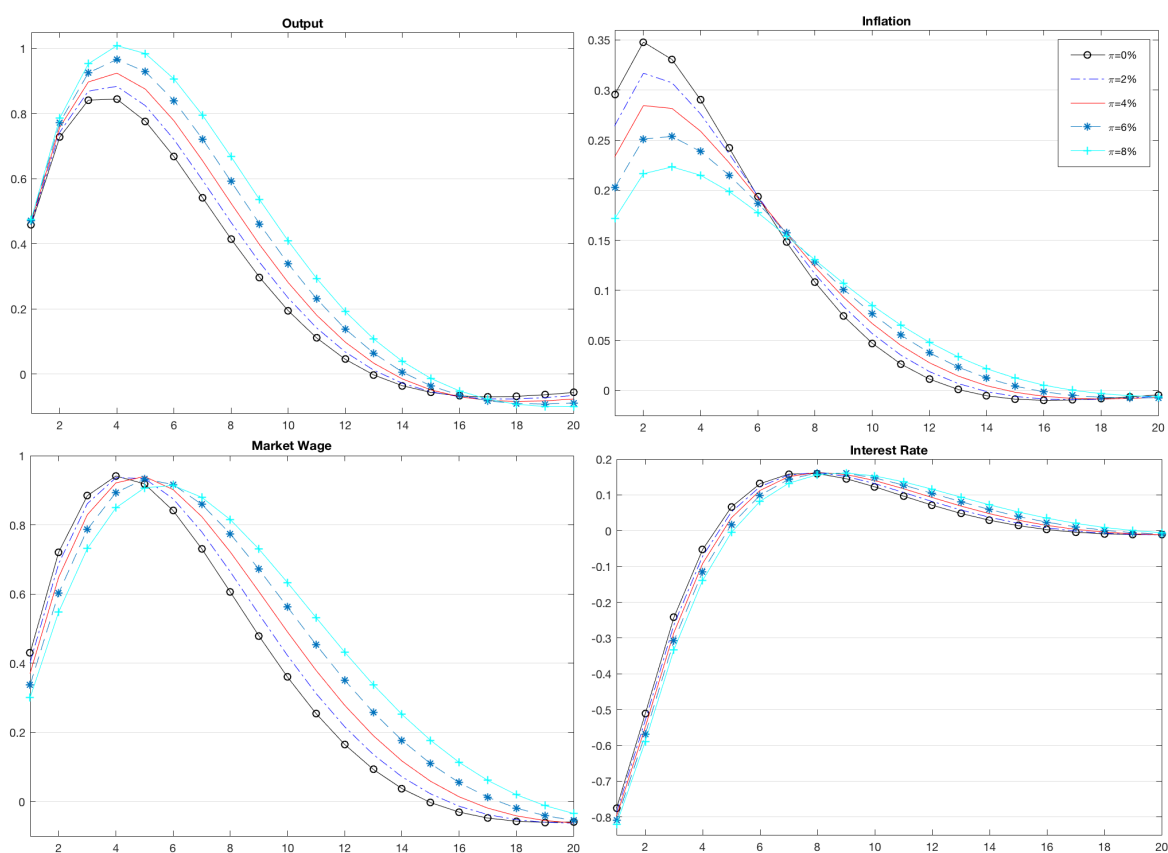 Output
1
0.8
0.6
0.4
0.2
0
2 4 6 8 10 12 14 16 18 20
Inflation
0.35
0.3
0.25
0.2
0.15
0.1
0.05
0
2 4 6 8 10 12 14 16 18 20
π=0%
π=2%
π=4%
π=6%
π=8%
Market Wage
1
0.8
0.6
0.4
0.2
0
2 4 6 8 10 12 14 16 18 20
Interest Rate
0.2
0.1
0
-0.1
-0.2
-0.3
-0.4
-0.5
-0.6
-0.7
-0.8
2 4 6 8 10 12 14 16 18 20